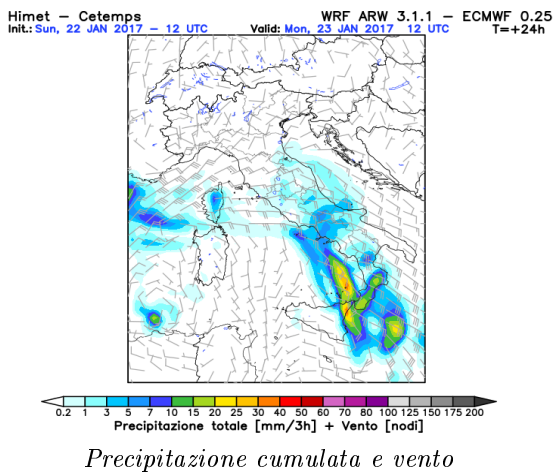 Himet – Cetemps WRF ARW 3.1.1 – ECMWF 0.25
Init.: Sun, 22 JAN 2017 – 12 UTC Valid: Mon, 23 JAN 2017 12 UTC T=+24h
0.2 1 3 5 7 10 15 20 25 30 40 50 60 70 80 100 125 150 175 200
Precipitazione totale [mm/3h] + Vento [nodi]
Precipitazione cumulata e vento